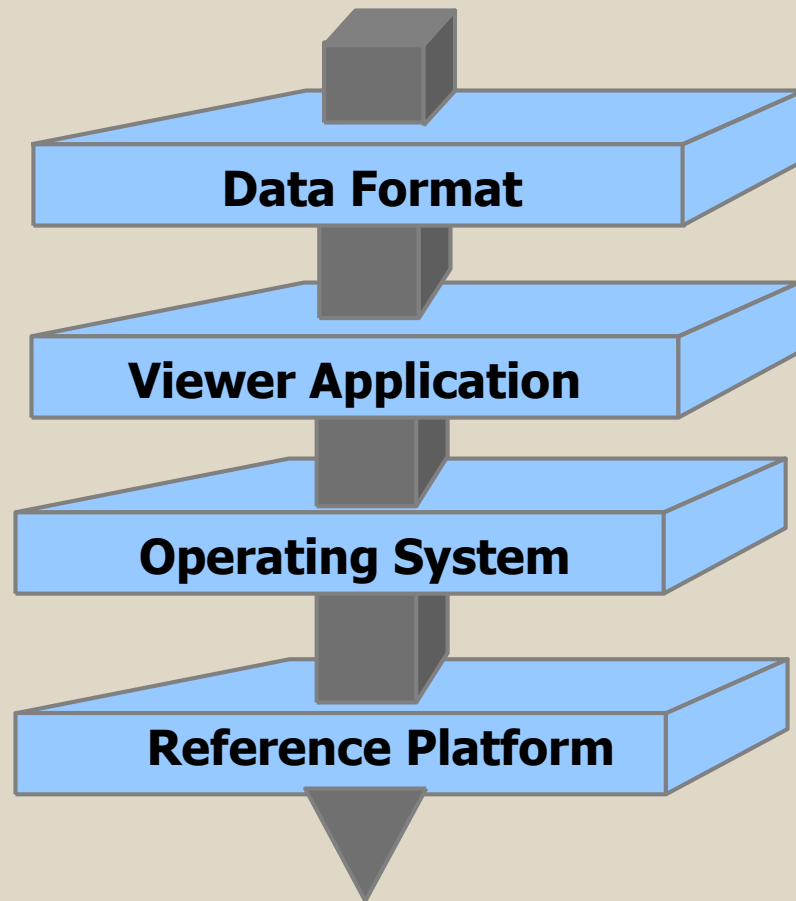 Data Format
Viewer Application
Operating System
Reference Platform